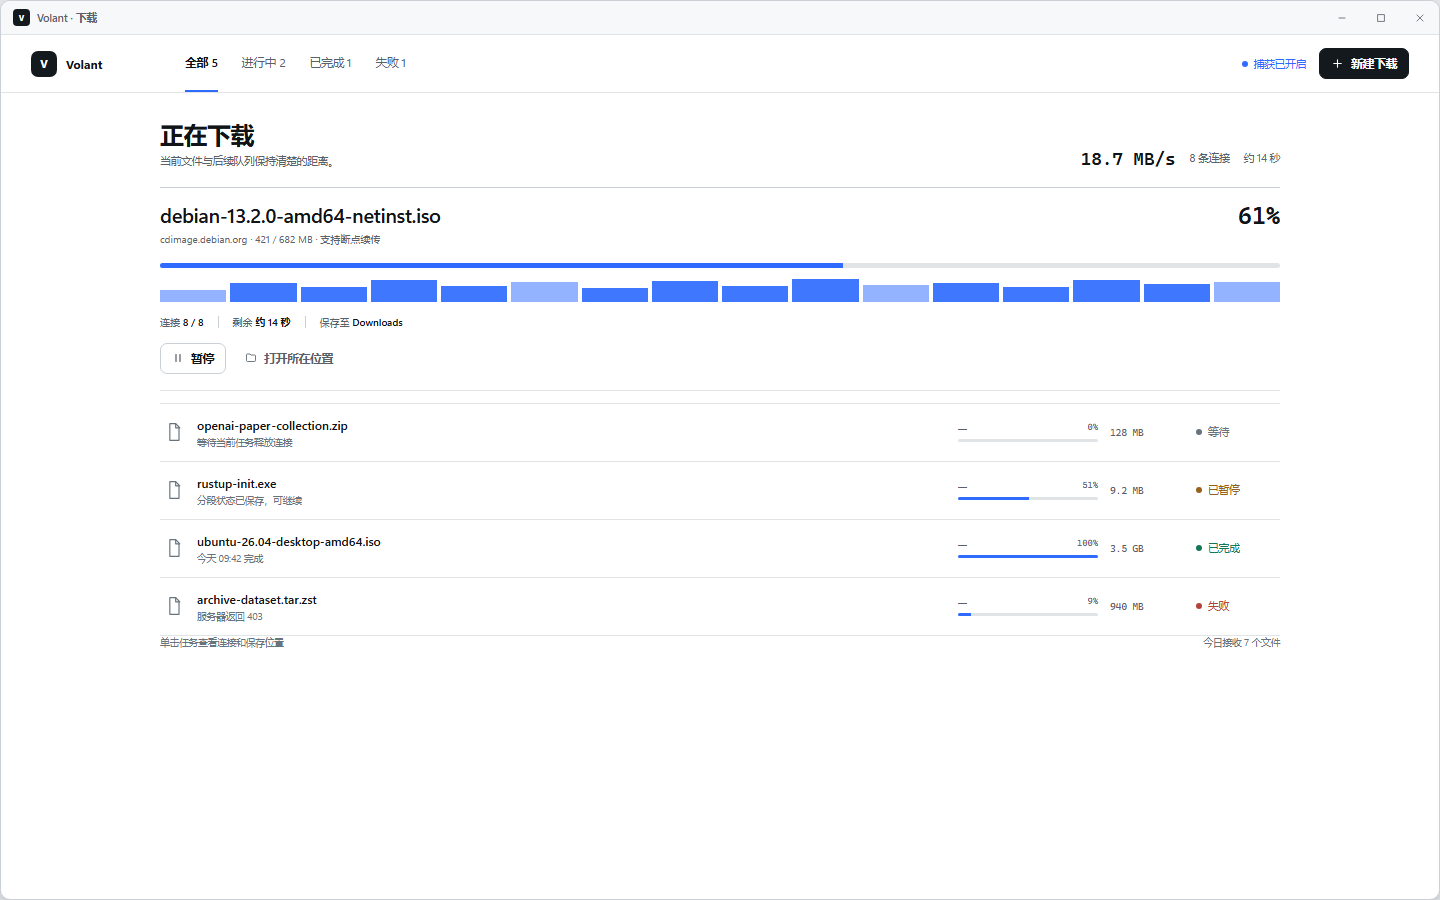 V Volant · 下载
V Volant 全部 5 进行中 2 已完成 1 失败 1 捕获已开启 + 新建下载
正在下载
当前文件与后续队列保持清楚的距离。
18.7 MB/s 8 条连接 约 14 秒
debian-13.2.0-amd64-netinst.iso 61%
cdimage.debian.org · 421 / 682 MB · 支持断点续传
连接 8 / 8 剩余 约 14 秒 保存至 Downloads
暂停 打开所在位置
openai-paper-collection.zip
等待当前任务释放连接
— 0% 128 MB 等待
rustup-init.exe
分段状态已保存，可继续
— 51% 9.2 MB 已暂停
ubuntu-26.04-desktop-amd64.iso
今天 09:42 完成
— 100% 3.5 GB 已完成
archive-dataset.tar.zst
服务器返回 403
— 9% 940 MB 失败
单击任务查看连接和保存位置 今日接收 7 个文件